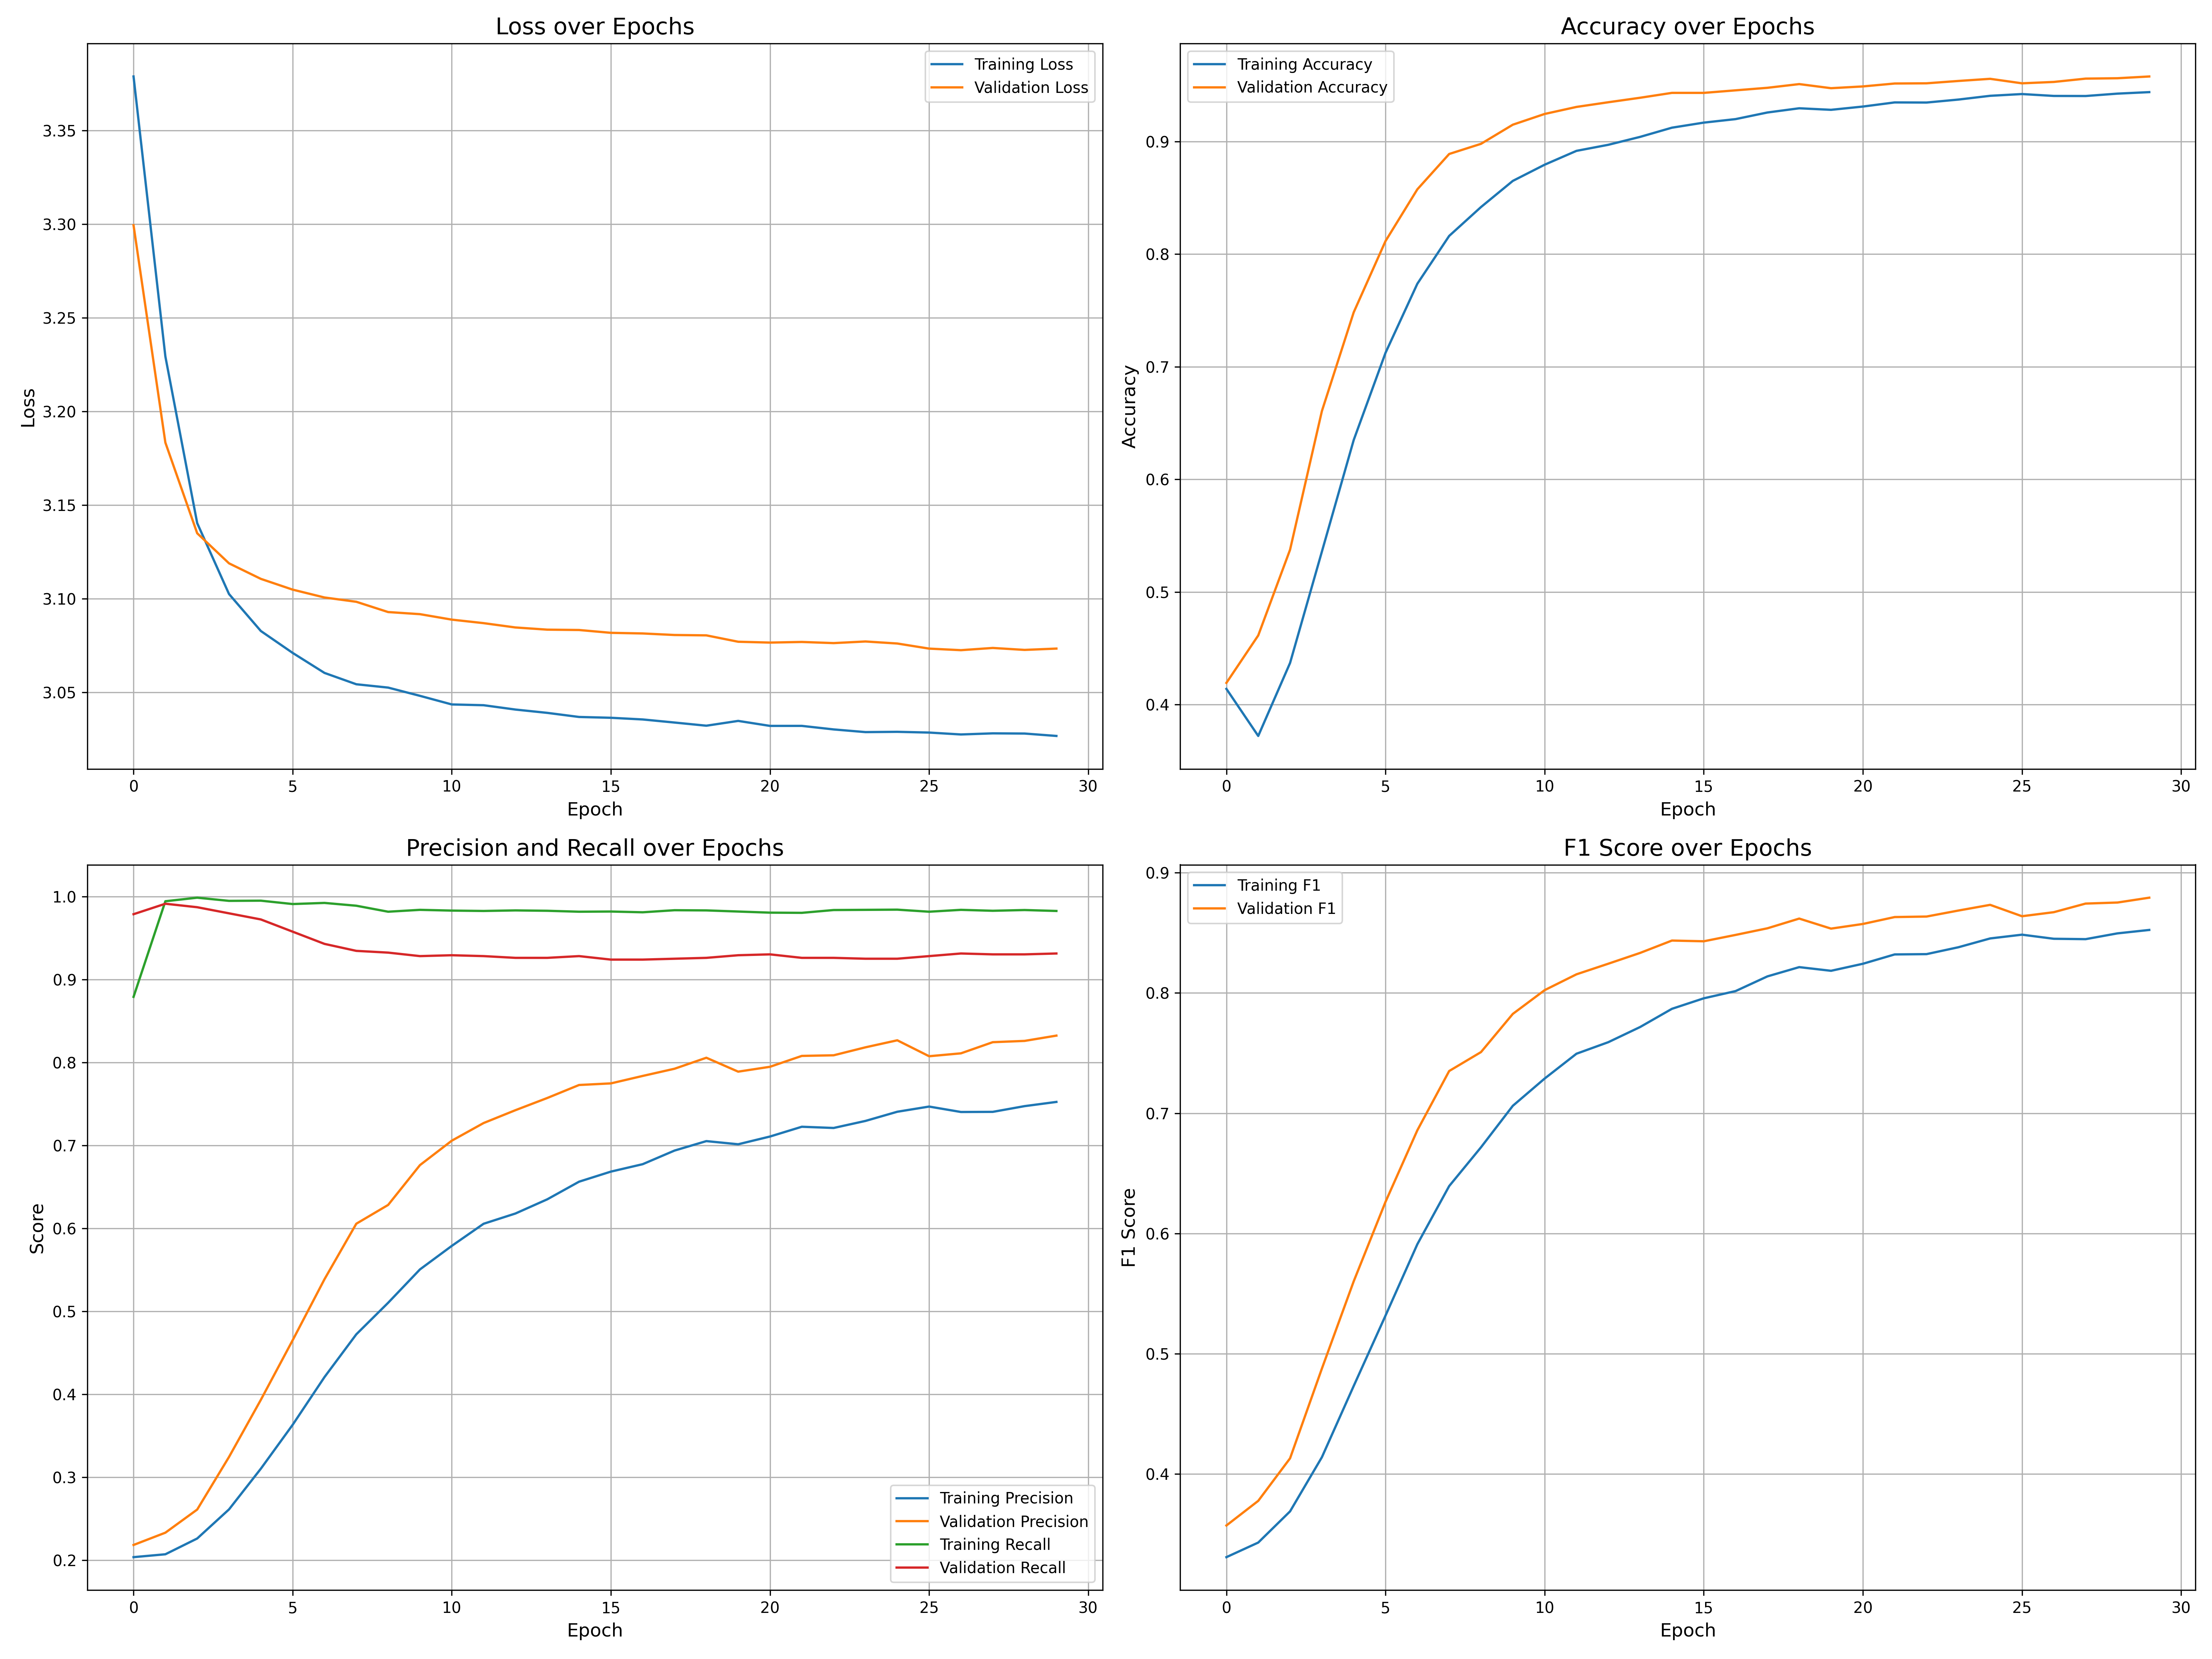 Loss over Epochs
Training Loss
Validation Loss
3.35
3.30
3.25
3.20
3.15
3.10
3.05
Loss
0 5 10 15 20 25 30
Epoch
Accuracy over Epochs
Training Accuracy
Validation Accuracy
0.9
0.8
0.7
0.6
0.5
0.4
Accuracy
0 5 10 15 20 25 30
Epoch
Precision and Recall over Epochs
1.0
0.9
0.8
0.7
0.6
0.5
0.4
0.3
0.2
Score
Training Precision
Validation Precision
Training Recall
Validation Recall
0 5 10 15 20 25 30
Epoch
F1 Score over Epochs
Training F1
Validation F1
0.9
0.8
0.7
0.6
0.5
0.4
F1 Score
0 5 10 15 20 25 30
Epoch